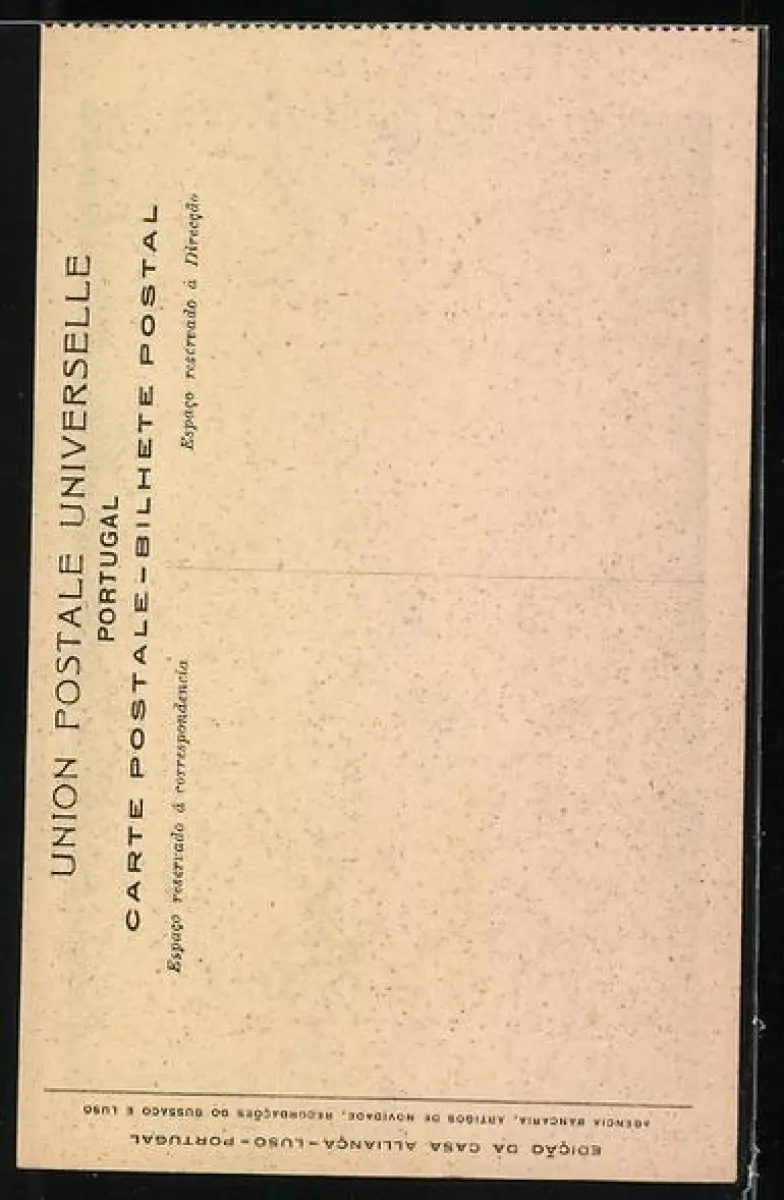 UNION POSTALE UNIVERSELLE
PORTUGAL
CARTE POSTALE-BILHETE POSTAL
Espaço reservado á correspondencia
Espaço reservado á Direcção
EDIÇÃO DA CASA ALLIANÇA-LUSO-PORTUGAL
AGENCIA BANCARIA, ARTIGOS DE NOVIDADE, RECORDAÇÕES DO BUSSACO E LUSO